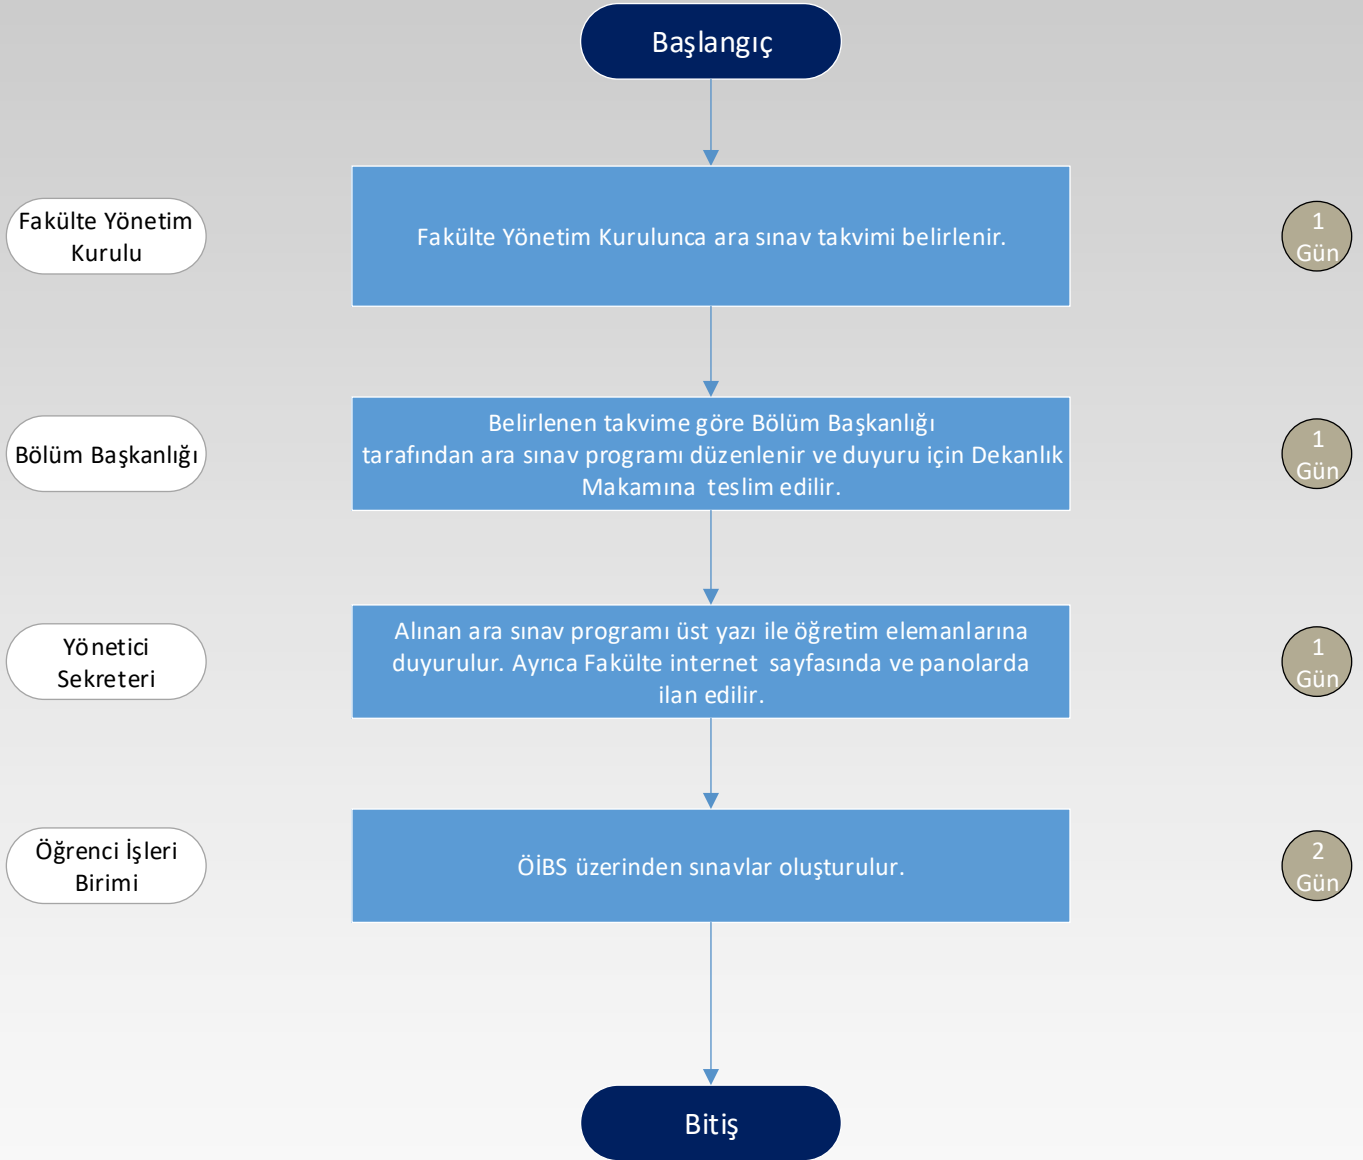 Başlangıç
Fakülte Yönetim
Kurulu
Fakülte Yönetim Kurulunca ara sınav takvimi belirlenir.
1
Gün
Bölüm Başkanlığı
Belirlenen takvime göre Bölüm Başkanlığı
tarafından ara sınav programı düzenlenir ve duyuru için Dekanlık
Makamına teslim edilir.
1
Gün
Yönetici
Sekreteri
Alınan ara sınav programı üst yazı ile öğretim elemanlarına
duyurulur. Ayrıca Fakülte internet sayfasında ve panolarda
ilan edilir.
1
Gün
Öğrenci İşleri
Birimi
ÖİBS üzerinden sınavlar oluşturulur.
2
Gün
Bitiş